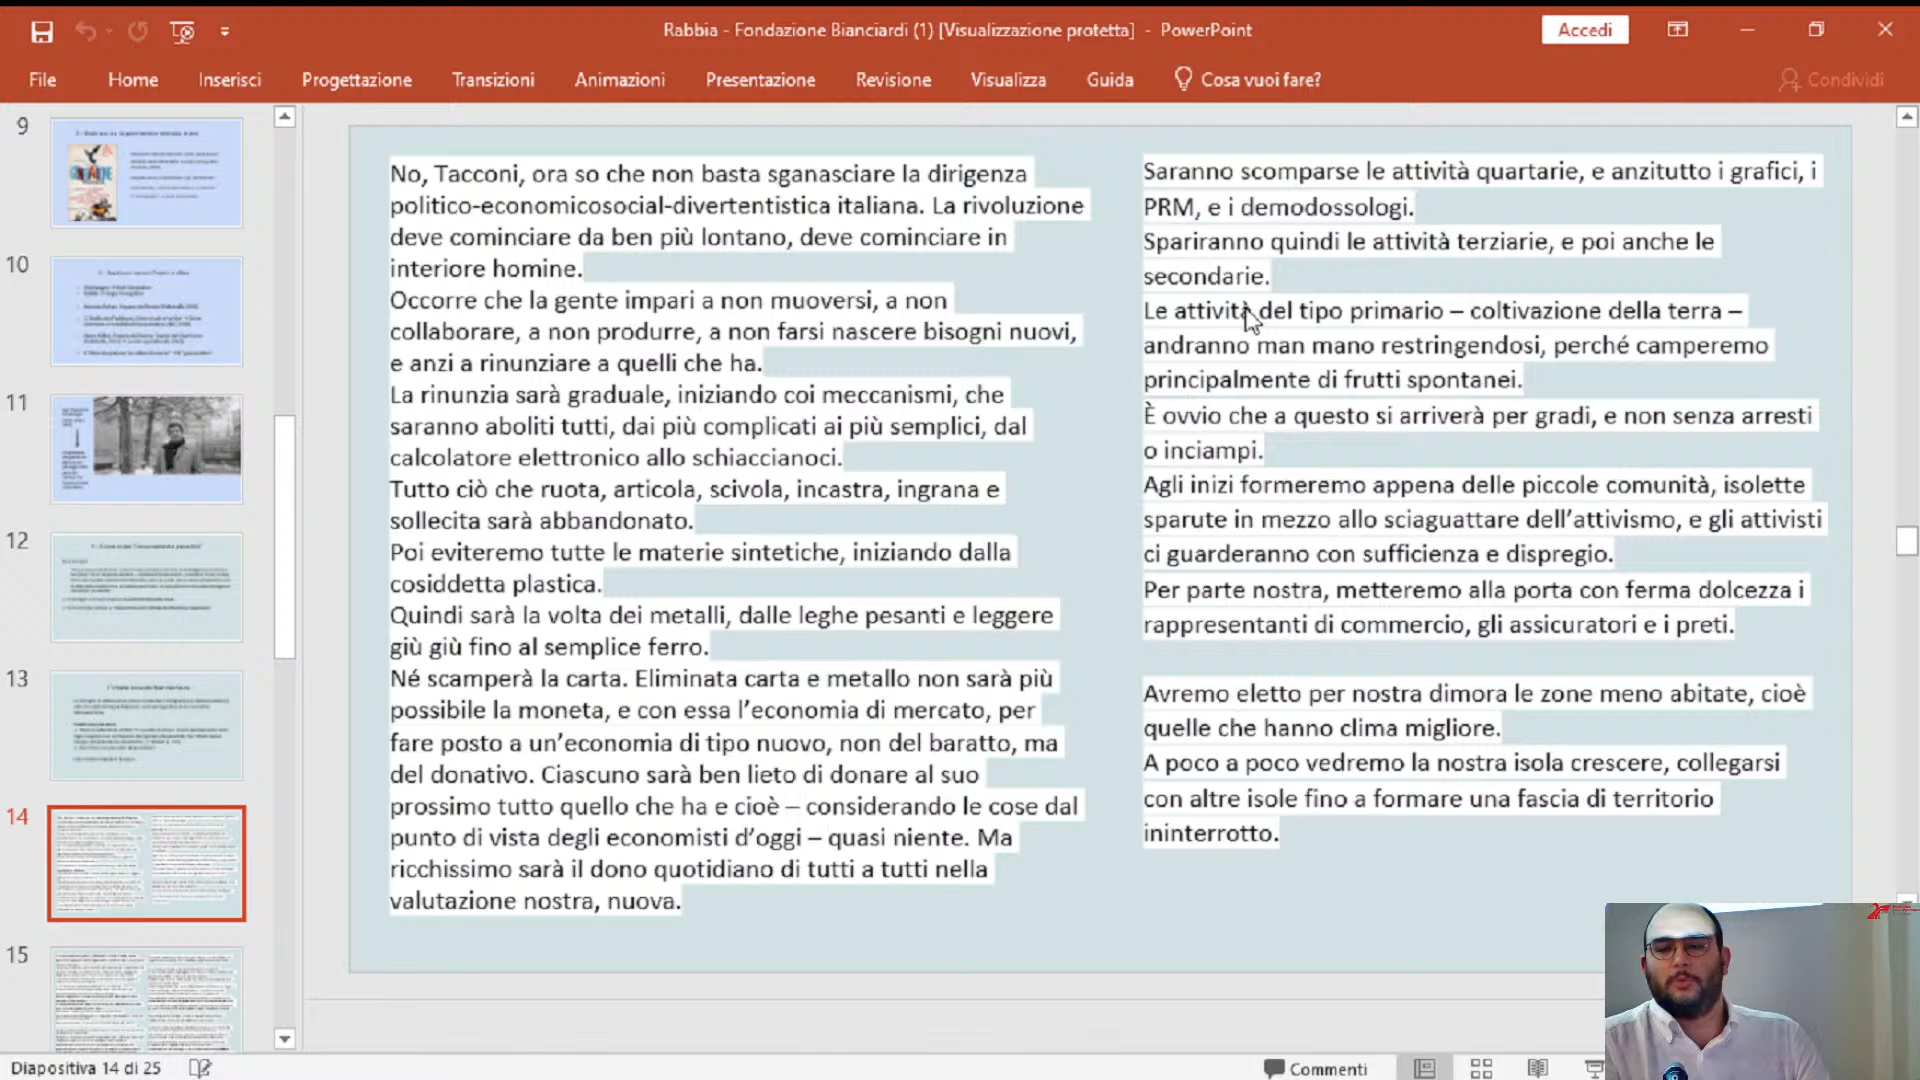 Rabbia - Fondazione Bianciardi (1) [Visualizzazione protetta] - PowerPoint
Accedi
File Home Inserisci Progettazione Transizioni Animazioni Presentazione Revisione Visualizza Guida Cosa vuoi fare? Condividi
9
10
11
12
13
14
15
No, Tacconi, ora so che non basta sganasciare la dirigenza
politico-economicosocial-divertentistica italiana. La rivoluzione
deve cominciare da ben più lontano, deve cominciare in
interiore homine.
Occorre che la gente impari a non muoversi, a non
collaborare, a non produrre, a non farsi nascere bisogni nuovi,
e anzi a rinunziare a quelli che ha.
La rinunzia sarà graduale, iniziando coi meccanismi, che
saranno aboliti tutti, dai più complicati ai più semplici, dal
calcolatore elettronico allo schiaccianoci.
Tutto ciò che ruota, articola, scivola, incastra, ingrana e
sollecita sarà abbandonato.
Poi eviteremo tutte le materie sintetiche, iniziando dalla
cosiddetta plastica.
Quindi sarà la volta dei metalli, dalle leghe pesanti e leggere
giù giù fino al semplice ferro.
Né scamperà la carta. Eliminata carta e metallo non sarà più
possibile la moneta, e con essa l’economia di mercato, per
fare posto a un’economia di tipo nuovo, non del baratto, ma
del donativo. Ciascuno sarà ben lieto di donare al suo
prossimo tutto quello che ha e cioè – considerando le cose dal
punto di vista degli economisti d’oggi – quasi niente. Ma
ricchissimo sarà il dono quotidiano di tutti a tutti nella
valutazione nostra, nuova.
Saranno scomparse le attività quartarie, e anzitutto i grafici, i
PRM, e i demodossologi.
Spariranno quindi le attività terziarie, e poi anche le
secondarie.
Le attività del tipo primario – coltivazione della terra –
andranno man mano restringendosi, perché camperemo
principalmente di frutti spontanei.
È ovvio che a questo si arriverà per gradi, e non senza arresti
o inciampi.
Agli inizi formeremo appena delle piccole comunità, isolette
sparute in mezzo allo sciaguattare dell’attivismo, e gli attivisti
ci guarderanno con sufficienza e dispregio.
Per parte nostra, metteremo alla porta con ferma dolcezza i
rappresentanti di commercio, gli assicuratori e i preti.
Avremo eletto per nostra dimora le zone meno abitate, cioè
quelle che hanno clima migliore.
A poco a poco vedremo la nostra isola crescere, collegarsi
con altre isole fino a formare una fascia di territorio
ininterrotto.
Diapositiva 14 di 25
Commenti